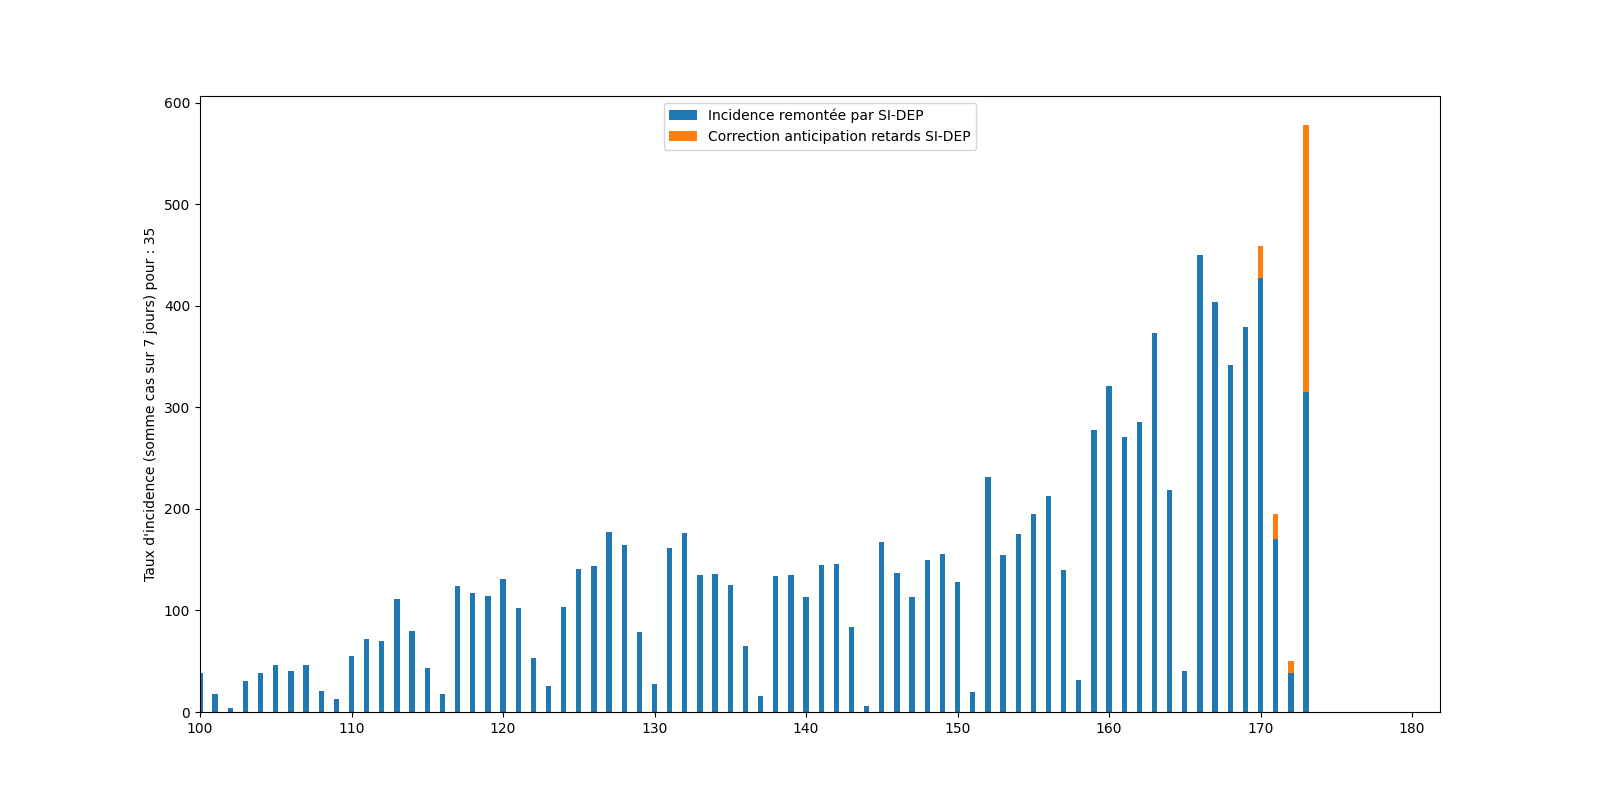 Incidence remontée par SI-DEP
Correction anticipation retards SI-DEP
Taux d'incidence (somme cas sur 7 jours) pour : 35
600
500
400
300
200
100
0
100 110 120 130 140 150 160 170 180